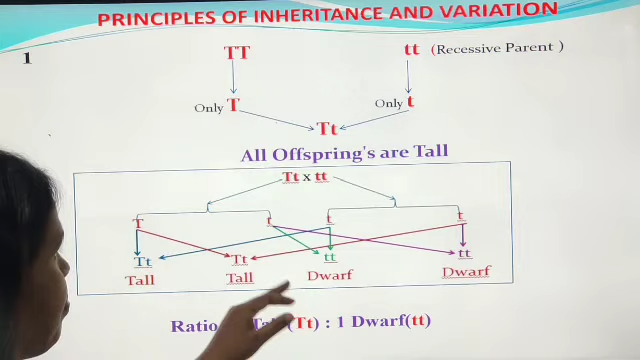 PRINCIPLES OF INHERITANCE AND VARIATION
1
TT tt (Recessive Parent )
Only T Only t
Tt
All Offspring's are Tall
Tt x tt
T t t t
Tt Tt tt tt
Tall Tall Dwarf Dwarf
Ratio (Tt) : 1 Dwarf(tt)